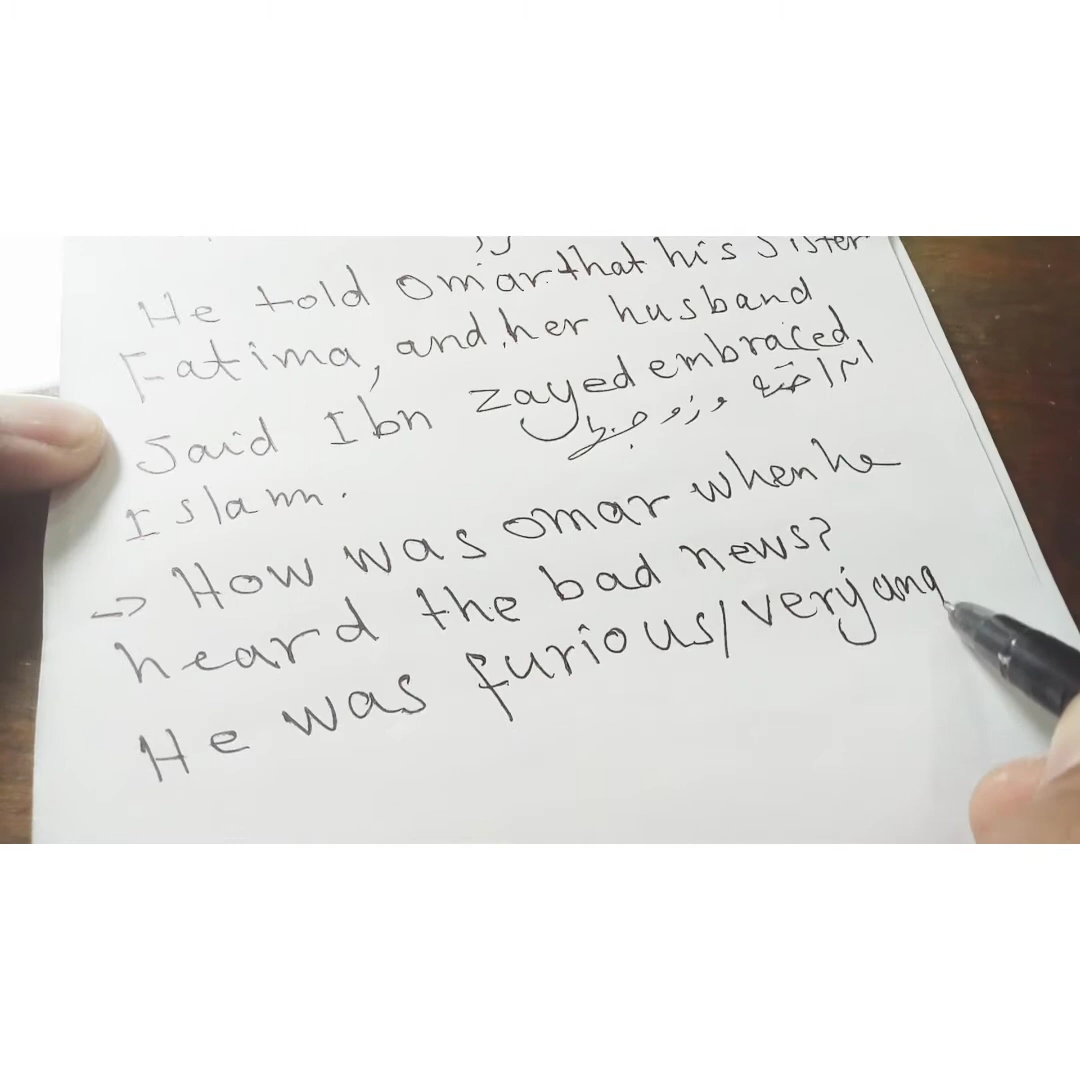 He told omar that his sister
Fatima, and her husband
Said Ibn zayed embraced
Islam.
-> How was omar when he
heard the bad news?
He was furious/very ang